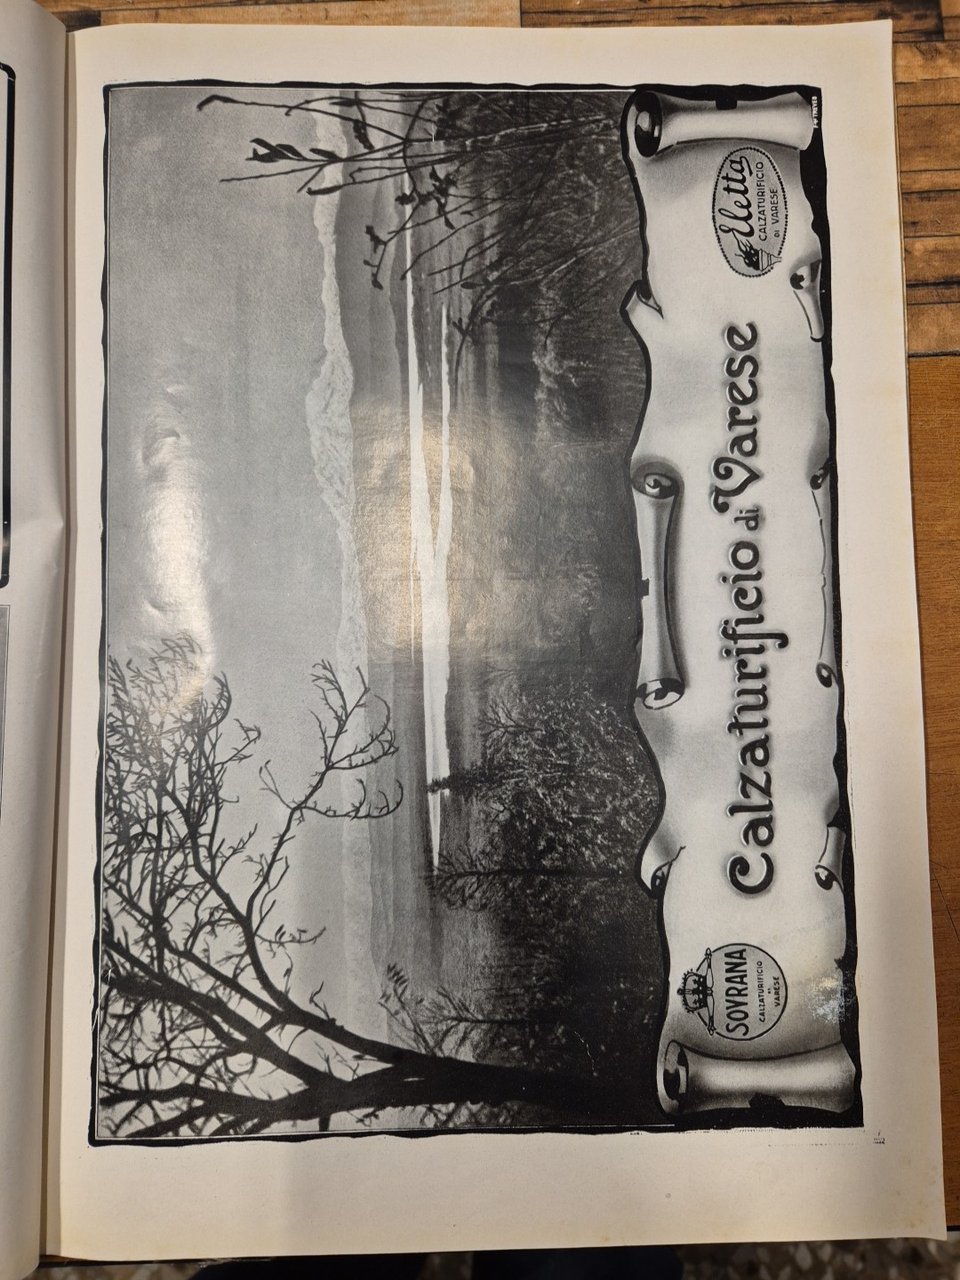 SOVRANA
CALZATURIFICIO
DI
VARESE
Calzaturificio di Varese
Eletta
CALZATURIFICIO
DI VARESE